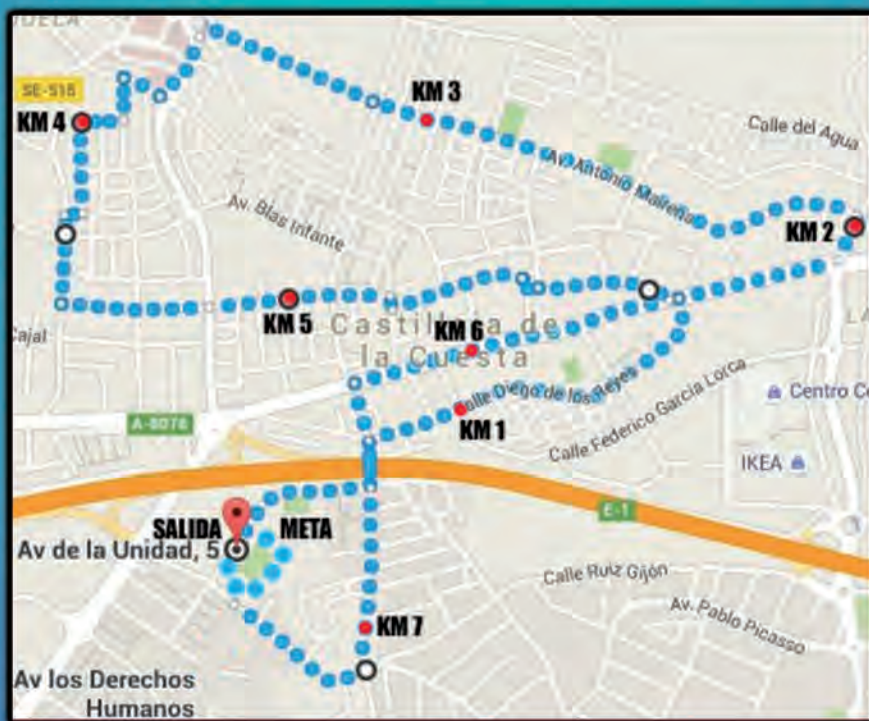 SE-516
KM 3
KM 4
Calle del Agua
Av. Antonio Mairena
Av. Blas Infante
KM 2
KM 5
Castilleja de
KM 6
la Cuesta
Cajal
Calle Diego de los Reyes
Centro
A-8076
KM 1
Calle Federico García Lorca
IKEA
SALIDA
META
E-1
Av de la Unidad, 5
Calle Ruiz Gijón
Av. Pablo Picasso
KM 7
Av los Derechos
Humanos